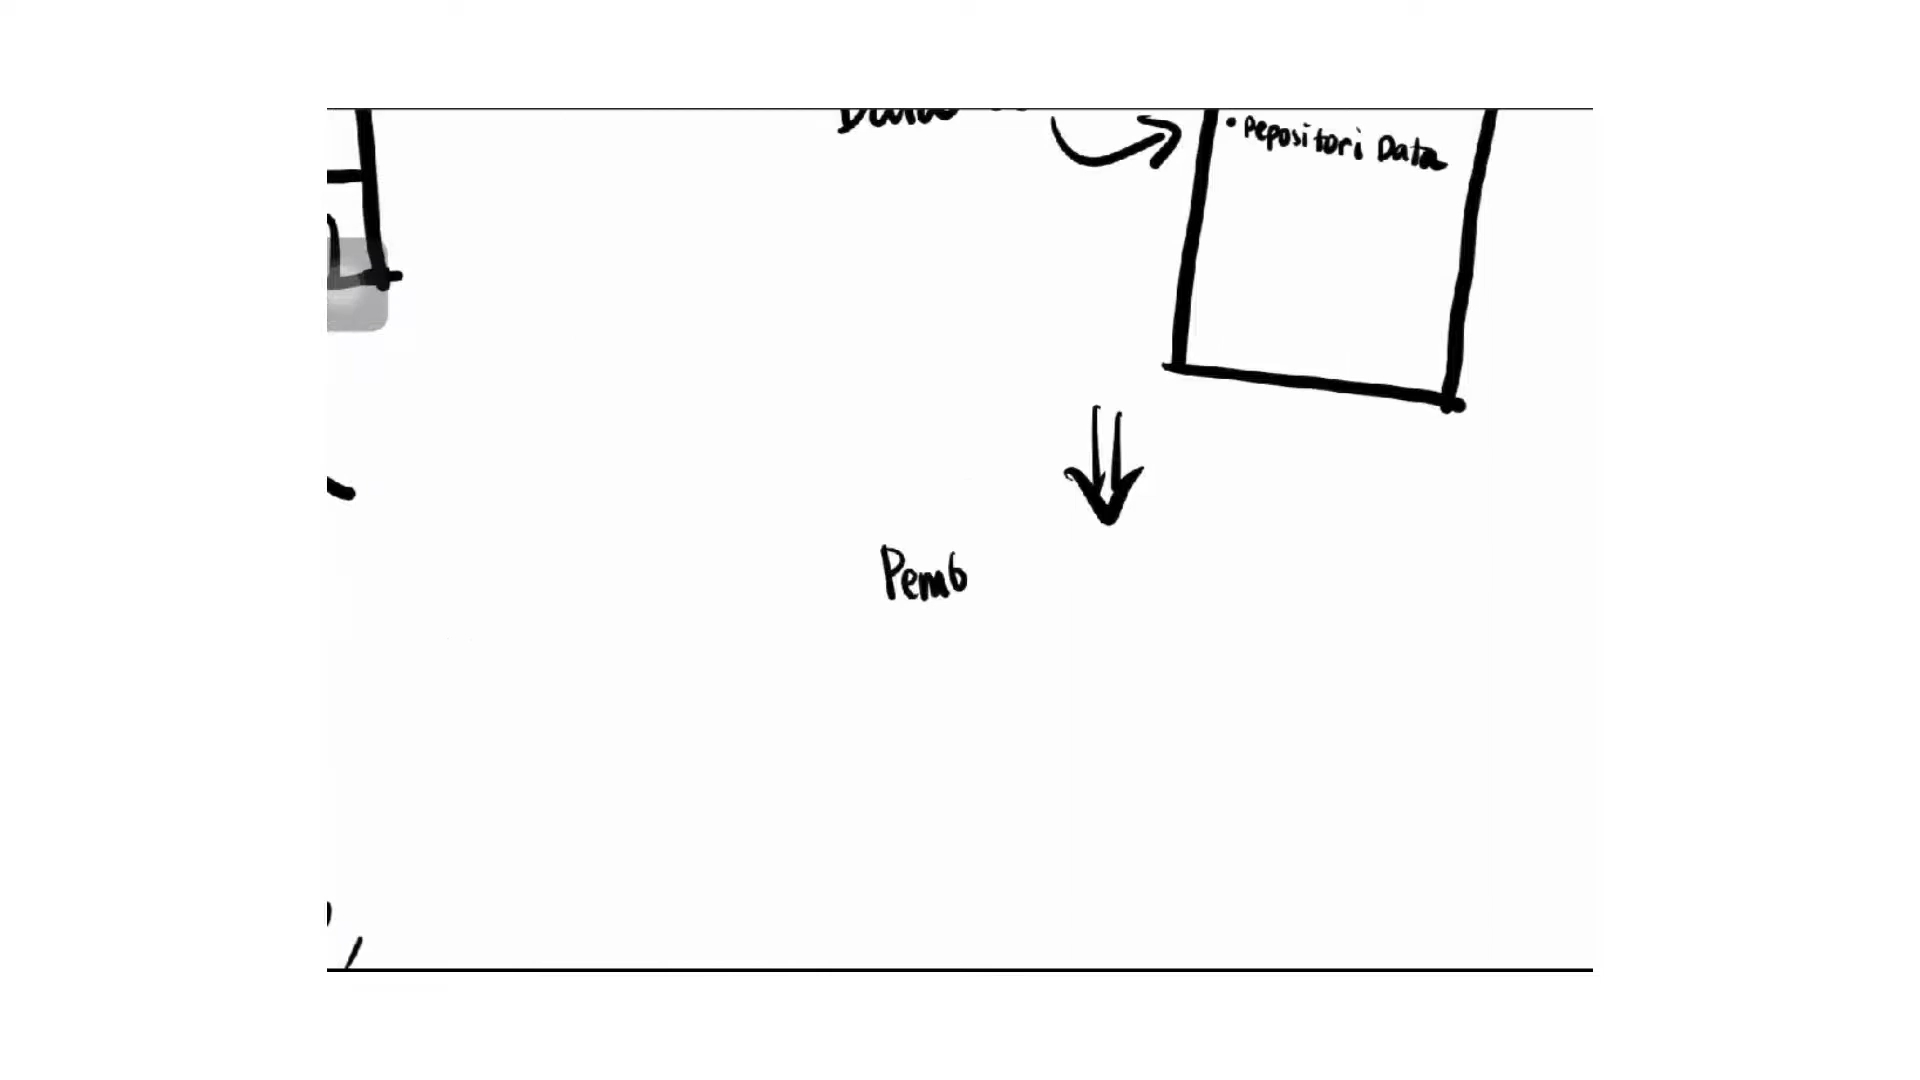 • Repositori Data
Pemb